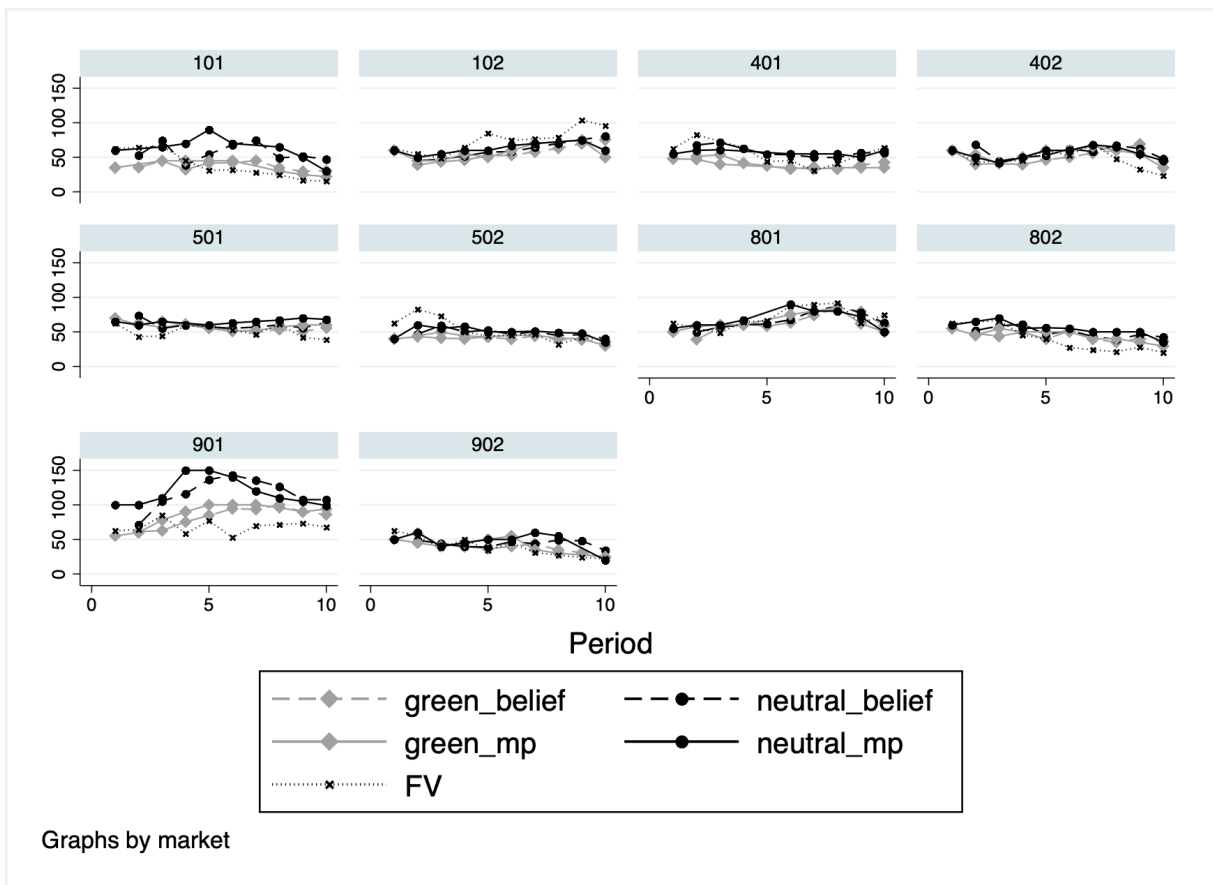 101 102 401 402
0 50 100 150
501 502 801 802
0 50 100 150
0 5 10 0 5 10
901 902
0 50 100 150
0 5 10 0 5 10
Period
green_belief neutral_belief
green_mp neutral_mp
FV
Graphs by market